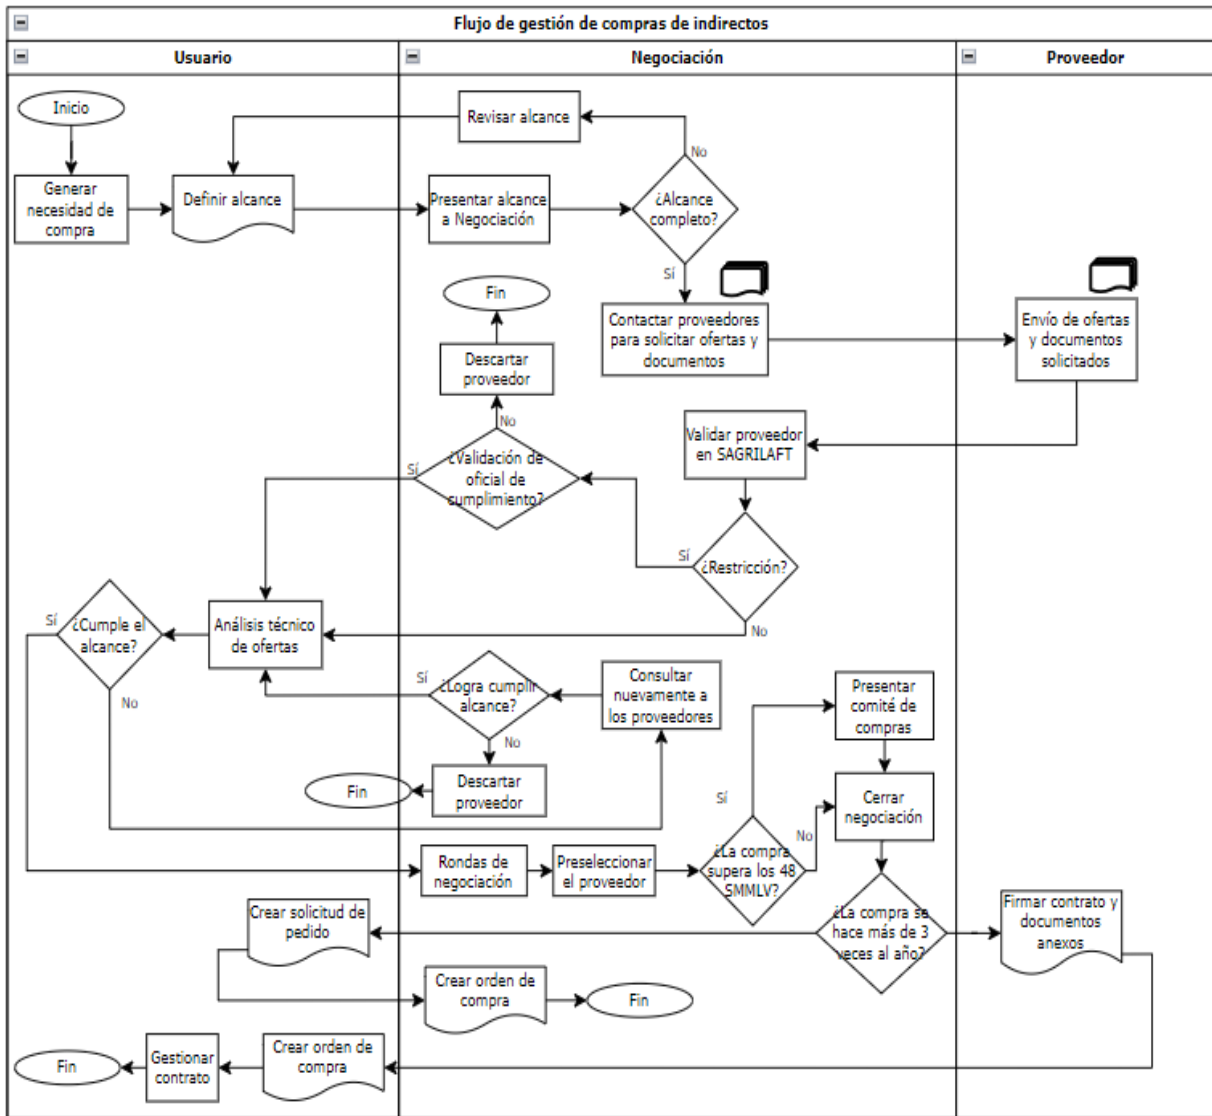 Flujo de gestión de compras de indirectos
Usuario
Negociación
Proveedor
Inicio
Revisar alcance
No
Generar
necesidad de
compra
Definir alcance
Presentar alcance
a Negociación
¿Alcance
completo?
Sí
Fin
Contactar proveedores
para solicitar ofertas y
documentos
Envío de ofertas
y documentos
solicitados
Descartar
proveedor
No
Validar proveedor
en SAGRILAFT
Sí
¿Validación de
oficial de
sumplimiento?
Sí
¿Restricción?
No
Sí
¿Cumple el
alcance?
Análisis técnico
de ofertas
No
Sí
¿Logra cumplir
alcance?
Consultar
nuevamente a
los proveedores
Presentar
comité de
compras
No
Fin
Descartar
proveedor
Sí
Cerrar
negociación
No
Rondas de
negociación
Preseleccionar
el proveedor
¿La compra
supera los 48
SMMLV?
Crear solicitud de
pedido
¿La compra se
hace más de 3
veces al año?
Firmar contrato y
documentos
anexos
Crear orden de
compra
Fin
Fin
Gestionar
contrato
Crear orden de
compra